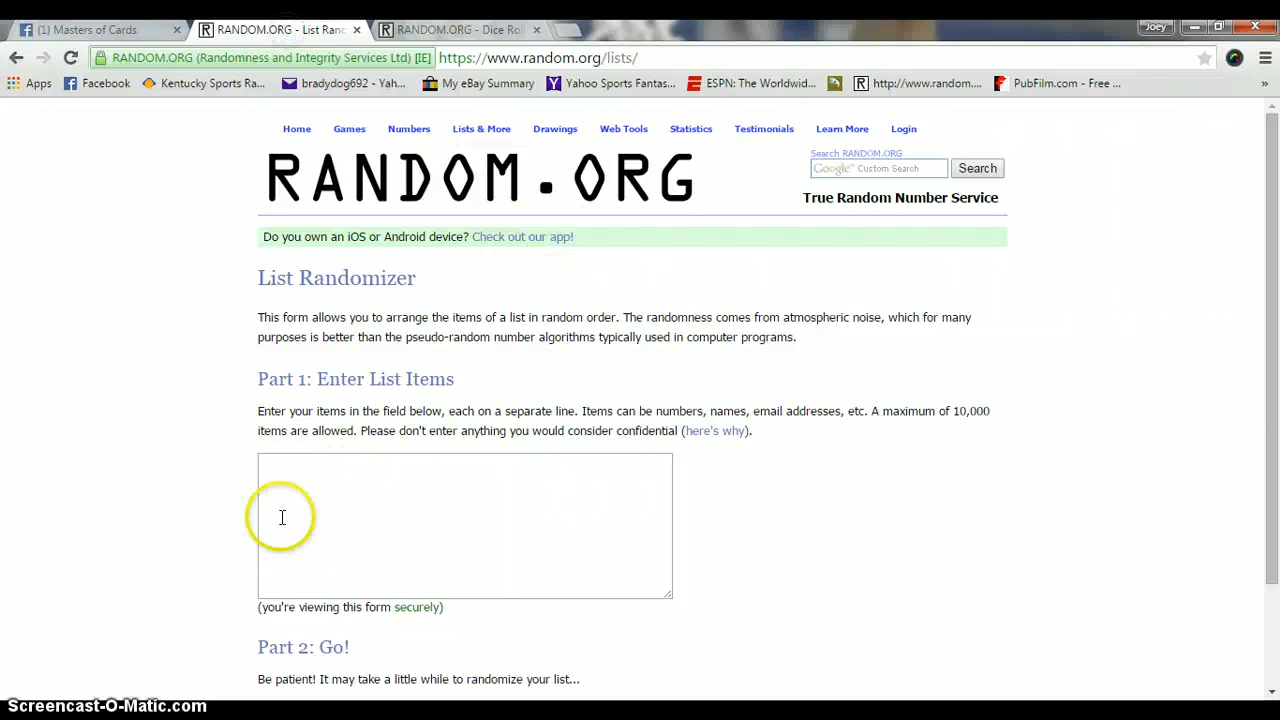 (1) Masters of Cards
RANDOM.ORG - List Ranc
RANDOM.ORG - Dice Roll
Joey
RANDOM.ORG (Randomness and Integrity Services Ltd) [IE]
https://www.random.org/lists/
Apps
Facebook
Kentucky Sports Ra...
bradydog692 - Yah...
My eBay Summary
Yahoo Sports Fantas...
ESPN: The Worldwid...
http://www.random....
PubFilm.com - Free ...
»
Home
Games
Numbers
Lists & More
Drawings
Web Tools
Statistics
Testimonials
Learn More
Login
RANDOM.ORG
Search RANDOM.ORG
Google™ Custom Search
Search
True Random Number Service
Do you own an iOS or Android device? Check out our app!
List Randomizer
This form allows you to arrange the items of a list in random order. The randomness comes from atmospheric noise, which for many
purposes is better than the pseudo-random number algorithms typically used in computer programs.
Part 1: Enter List Items
Enter your items in the field below, each on a separate line. Items can be numbers, names, email addresses, etc. A maximum of 10,000
items are allowed. Please don't enter anything you would consider confidential (here's why).
(you're viewing this form securely)
Part 2: Go!
Be patient! It may take a little while to randomize your list...
Screencast-O-Matic.com